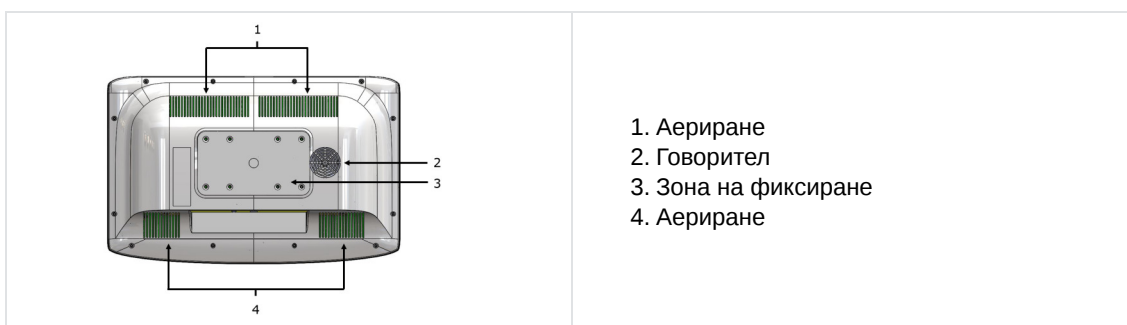 1
2
3
4
1. Аериране
2. Говорител
3. Зона на фиксиране
4. Аериране